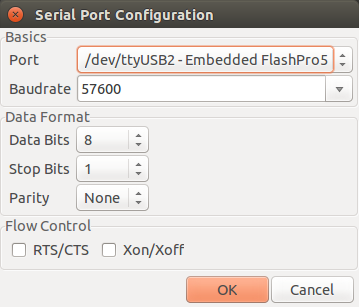 Serial Port Configuration
Basics
Port /dev/ttyUSB2 - Embedded FlashPro5
Baudrate 57600
Data Format
Data Bits 8
Stop Bits 1
Parity None
Flow Control
RTS/CTS Xon/Xoff
OK Cancel